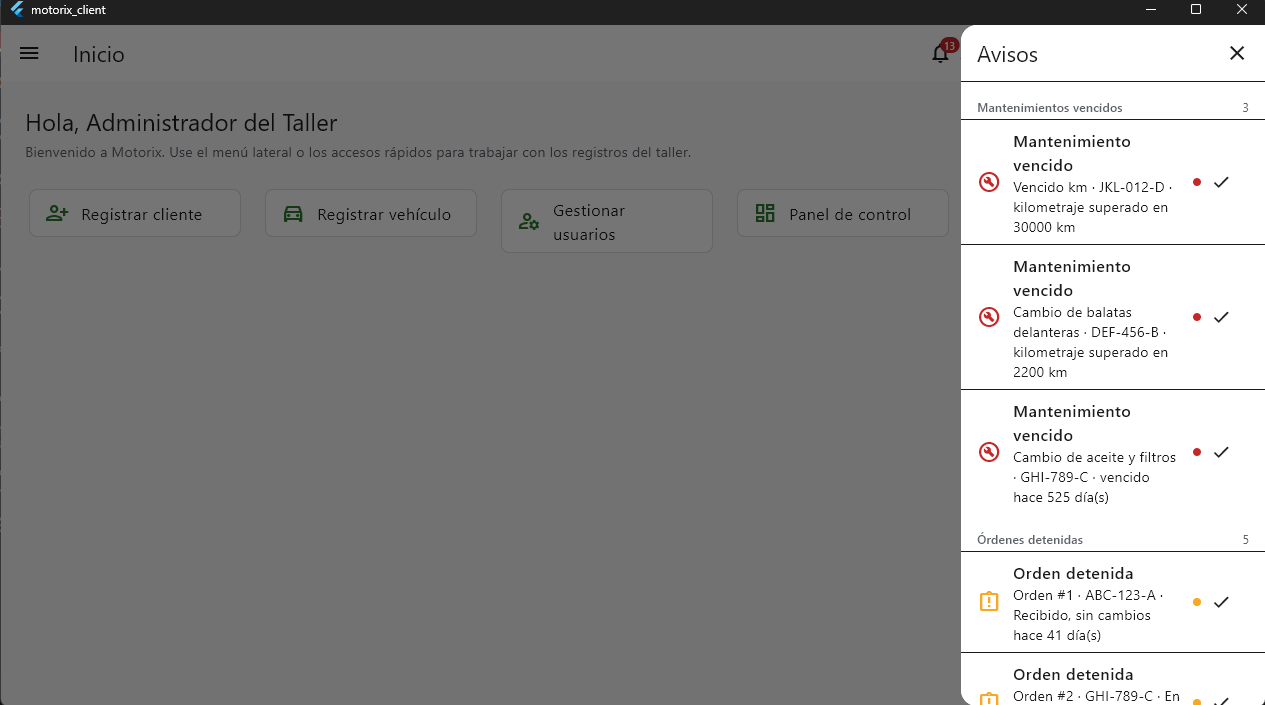 motorix_client
Inicio
13
Hola, Administrador del Taller
Bienvenido a Motorix. Use el menú lateral o los accesos rápidos para trabajar con los registros del taller.
Registrar cliente
Registrar vehículo
Gestionar
usuarios
Panel de control
Avisos
Mantenimientos vencidos 3
Mantenimiento
vencido
Vencido km · JKL-012-D ·
kilometraje superado en
30000 km
Mantenimiento
vencido
Cambio de balatas
delanteras · DEF-456-B ·
kilometraje superado en
2200 km
Mantenimiento
vencido
Cambio de aceite y filtros
· GHI-789-C · vencido
hace 525 día(s)
Órdenes detenidas 5
Orden detenida
Orden #1 · ABC-123-A ·
Recibido, sin cambios
hace 41 día(s)
Orden detenida
Orden #2 · GHI-789-C · En